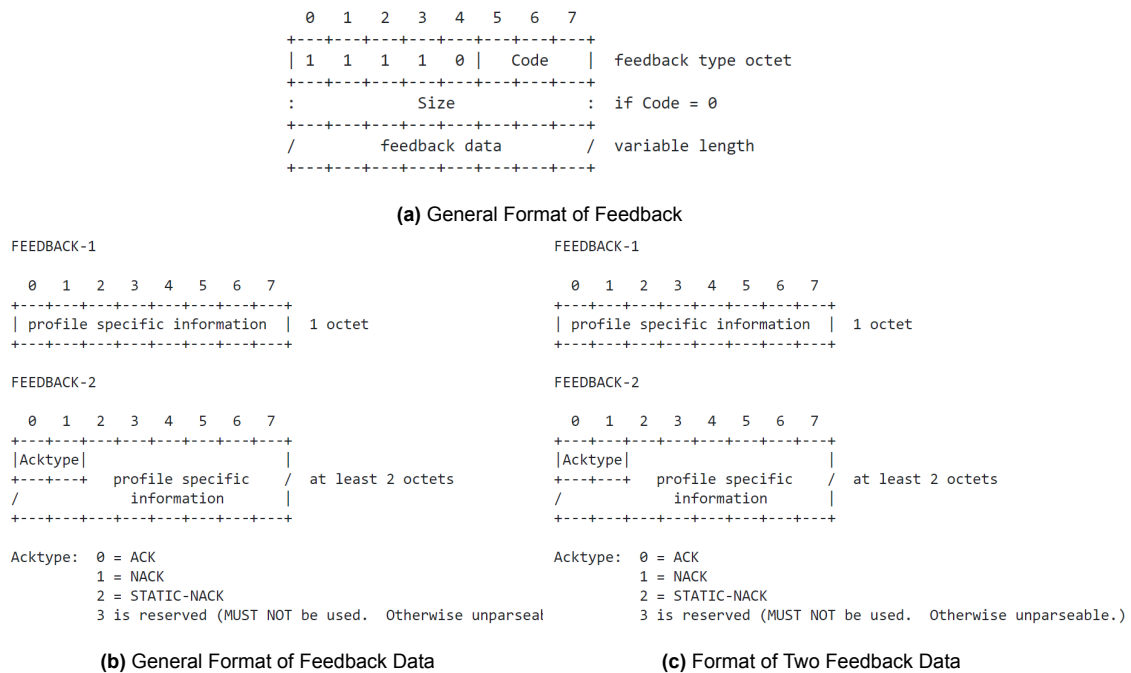 0 1 2 3 4 5 6 7
+---+---+---+---+---+---+---+---+
| 1 1 1 1 0 | Code | feedback type octet
+---+---+---+---+---+---+---+---+
: Size : if Code = 0
+---+---+---+---+---+---+---+---+
/ feedback data / variable length
+---+---+---+---+---+---+---+---+
(a) General Format of Feedback
FEEDBACK-1
0 1 2 3 4 5 6 7
+---+---+---+---+---+---+---+---+
| profile specific information | 1 octet
+---+---+---+---+---+---+---+---+
FEEDBACK-2
0 1 2 3 4 5 6 7
+---+---+---+---+---+---+---+---+
|Acktype| |
+---+---+ profile specific / at least 2 octets
/ information |
+---+---+---+---+---+---+---+---+
Acktype: 0 = ACK
1 = NACK
2 = STATIC-NACK
3 is reserved (MUST NOT be used. Otherwise unparseal
(b) General Format of Feedback Data
FEEDBACK-1
0 1 2 3 4 5 6 7
+---+---+---+---+---+---+---+---+
| profile specific information | 1 octet
+---+---+---+---+---+---+---+---+
FEEDBACK-2
0 1 2 3 4 5 6 7
+---+---+---+---+---+---+---+---+
|Acktype| |
+---+---+ profile specific / at least 2 octets
/ information |
+---+---+---+---+---+---+---+---+
Acktype: 0 = ACK
1 = NACK
2 = STATIC-NACK
3 is reserved (MUST NOT be used. Otherwise unparseable.)
(c) Format of Two Feedback Data